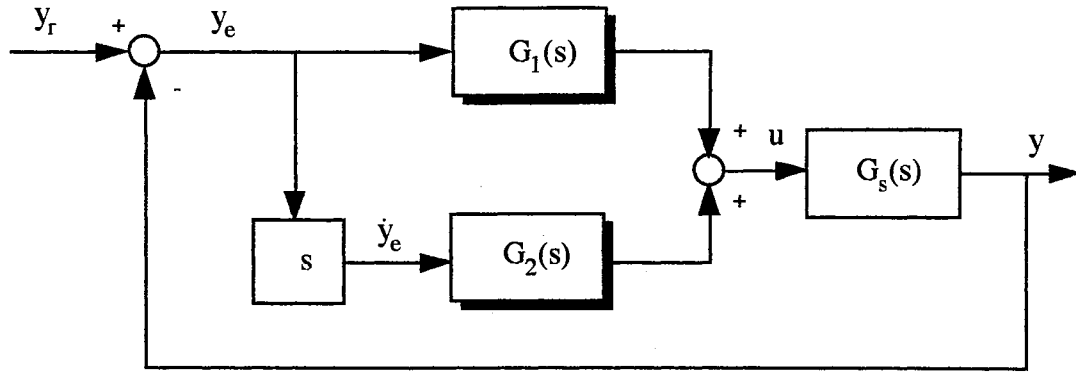 y_r
+
y_e
G_1(s)
-
+
u
G_s(s)
y
+
s
ẏ_e
G_2(s)